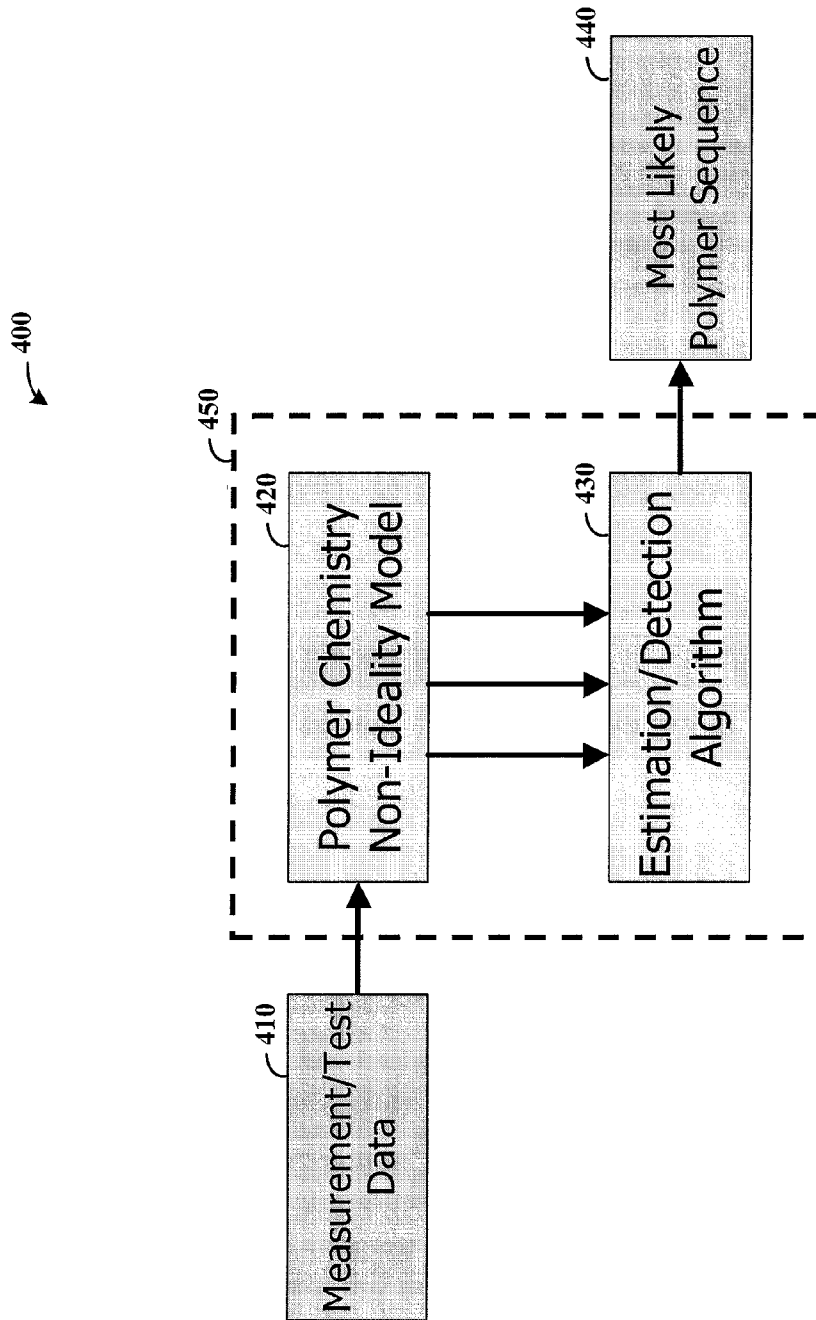 400
450
410
Measurement/Test
Data
420
Polymer Chemistry
Non-Ideality Model
430
Estimation/Detection
Algorithm
440
Most Likely
Polymer Sequence